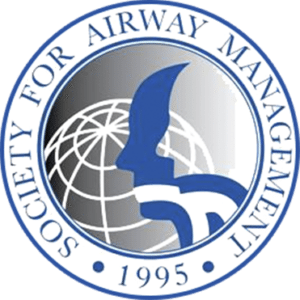 SOCIETY FOR AIRWAY MANAGEMENT
• 1995 •